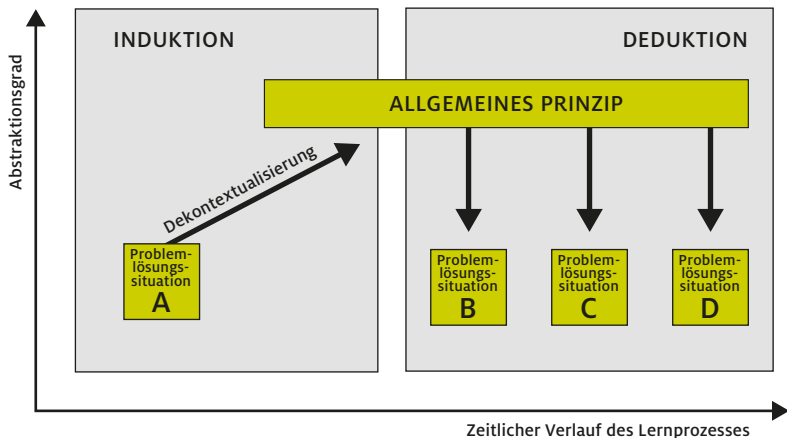 Abstraktionsgrad
INDUKTION
DEDUKTION
ALLGEMEINES PRINZIP
Dekontextualisierung
Problem-
lösungs-
situation
A
Problem-
lösungs-
situation
B
Problem-
lösungs-
situation
C
Problem-
lösungs-
situation
D
Zeitlicher Verlauf des Lernprozesses